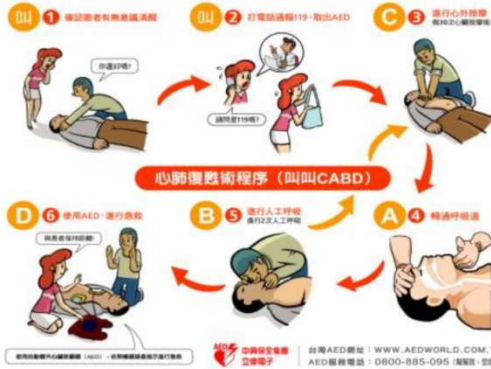 叫 1 確認患者有無意識清醒
你還好嗎?
叫 2 打電話通報119,取出AED
請問是119嗎?
C 3 進行心外按摩
心肺復甦術程序(叫叫CABD)
D 6 使用AED,進行急救
與患者保持距離!
B 5 進行人工呼吸
進行2次人工呼吸
A 4 暢通呼吸道
AED
中興保全集團
立偉電子
台灣AED網址:WWW.AEDWORLD.COM.
AED服務電話:0800-885-095